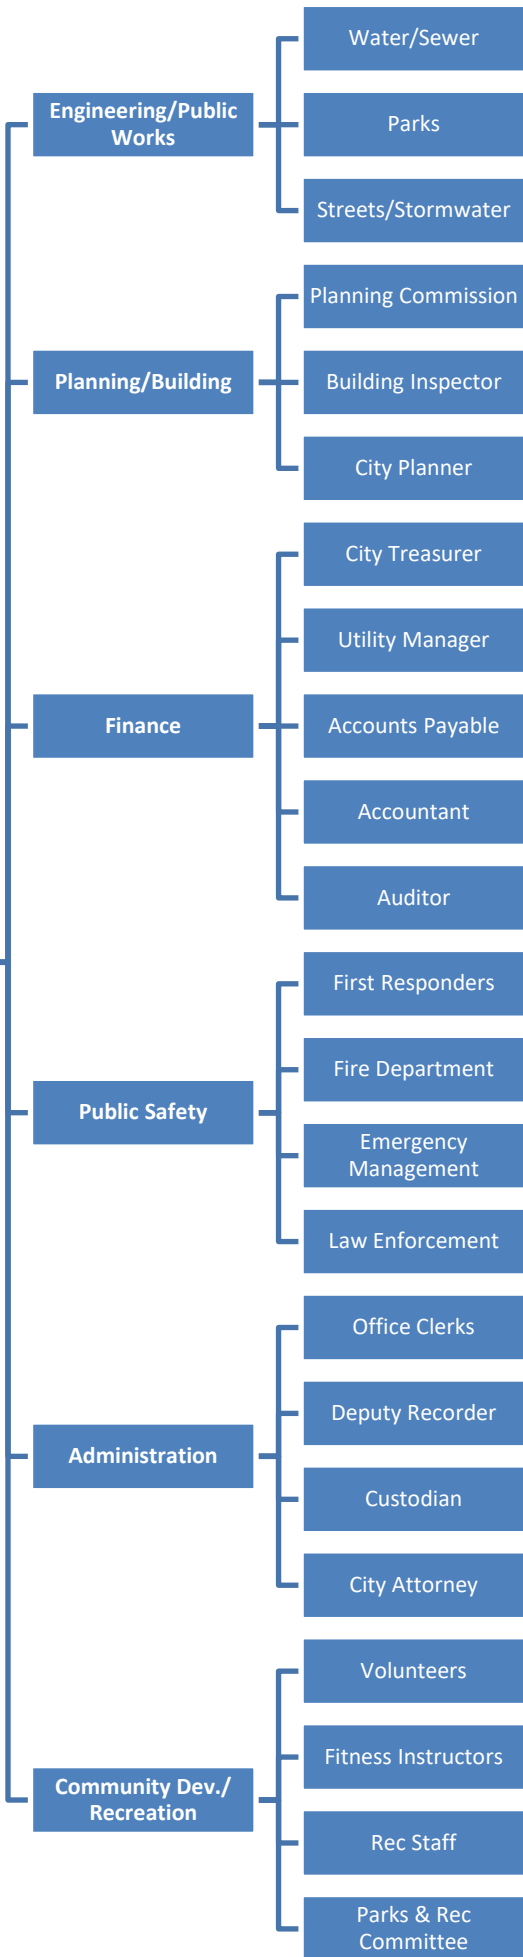 Engineering/Public
Works
Water/Sewer
Parks
Streets/Stormwater
Planning/Building
Planning Commission
Building Inspector
City Planner
Finance
City Treasurer
Utility Manager
Accounts Payable
Accountant
Auditor
Public Safety
First Responders
Fire Department
Emergency
Management
Law Enforcement
Administration
Office Clerks
Deputy Recorder
Custodian
City Attorney
Community Dev./
Recreation
Volunteers
Fitness Instructors
Rec Staff
Parks & Rec
Committee